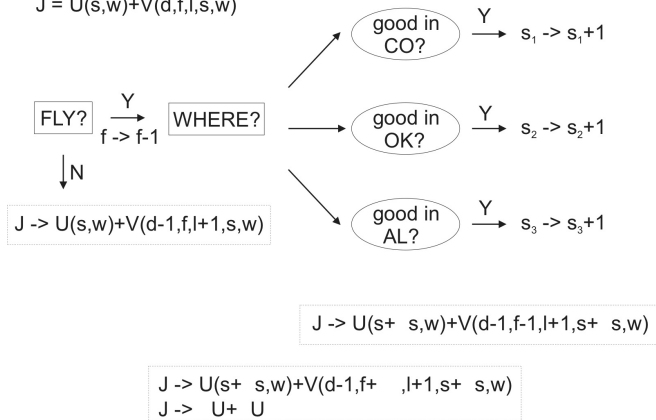 J = U(s,w)+V(d,f,l,s,w)
good in
CO?
Y
s₁ -> s₁+1
FLY?
Y
f -> f-1
WHERE?
good in
OK?
Y
s₂ -> s₂+1
N
J -> U(s,w)+V(d-1,f,l+1,s,w)
good in
AL?
Y
s₃ -> s₃+1
J -> U(s+ s,w)+V(d-1,f-1,l+1,s+ s,w)
J -> U(s+ s,w)+V(d-1,f+ ,l+1,s+ s,w)
J -> U+ U